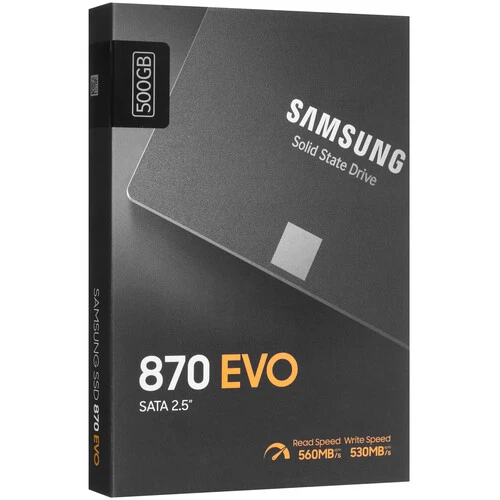 500GB
SAMSUNG
Solid State Drive
870 EVO
SATA 2.5"
Read Speed Write Speed
560MB/s 530MB/s
SAMSUNG SSD 870 EVO